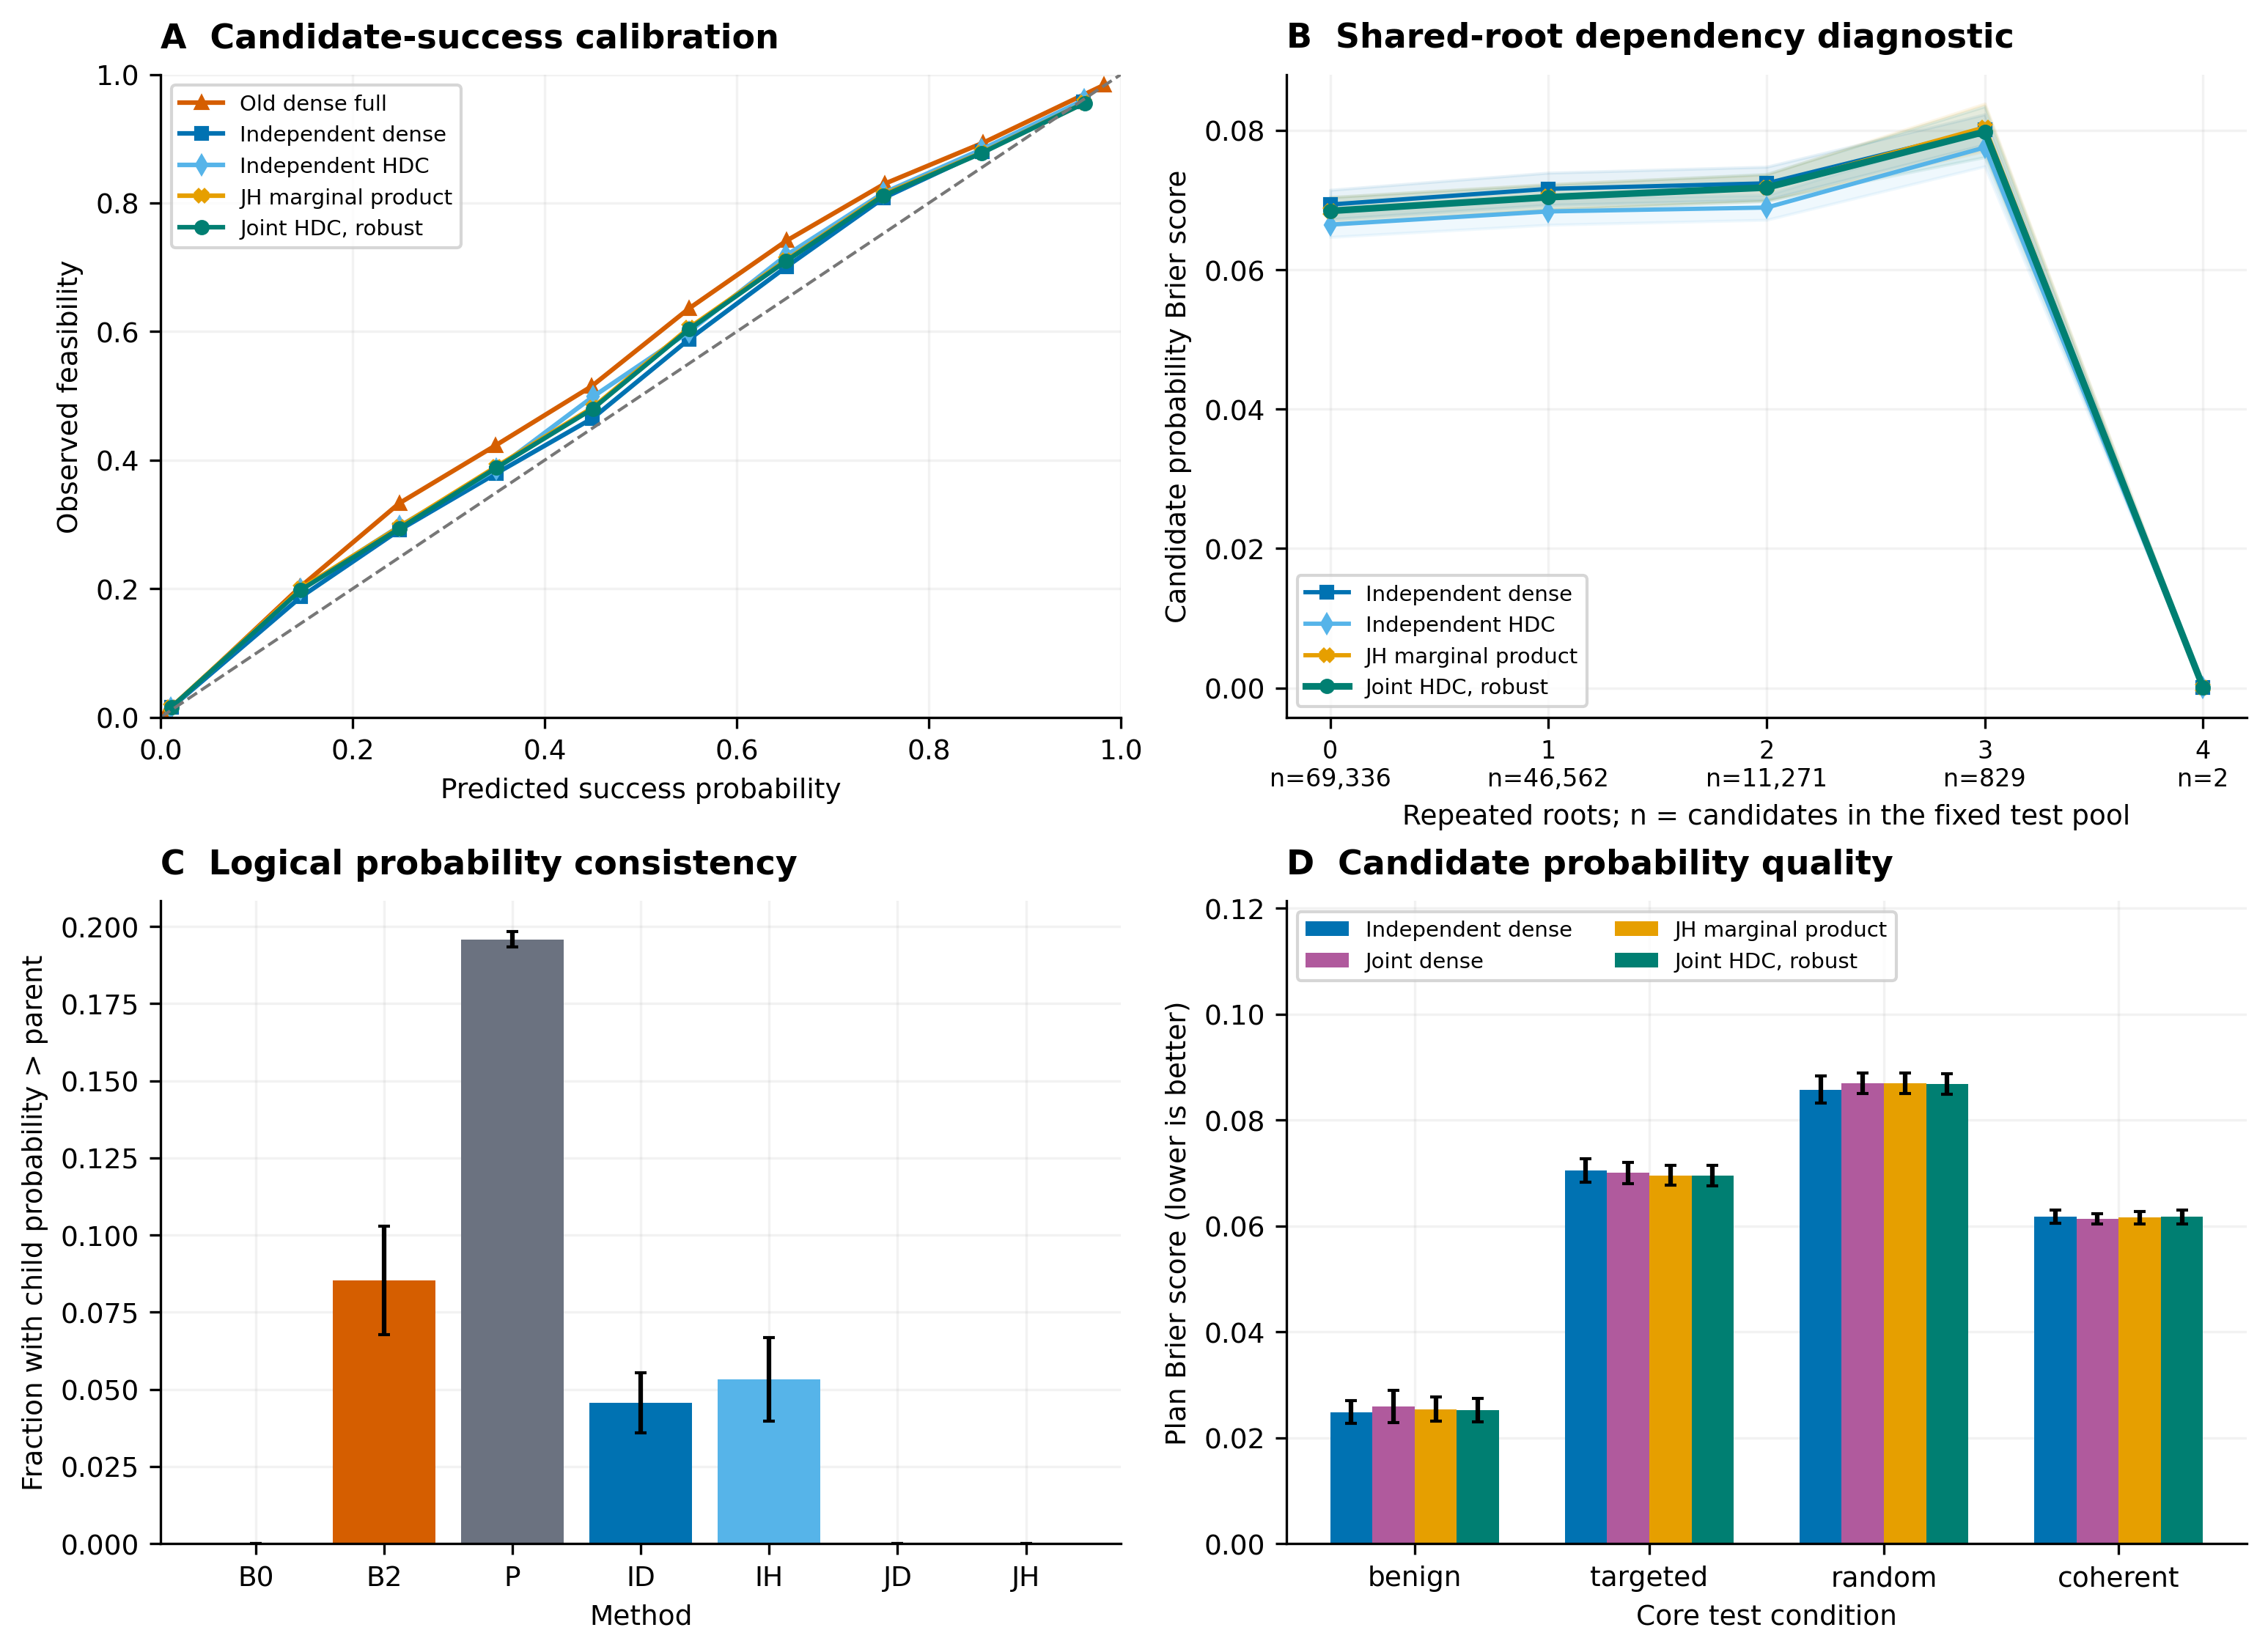 A Candidate-success calibration
1.0
0.8
0.6
0.4
0.2
0.0
Observed feasibility
Old dense full
Independent dense
Independent HDC
JH marginal product
Joint HDC, robust
0.0 0.2 0.4 0.6 0.8 1.0
Predicted success probability
B Shared-root dependency diagnostic
0.08
0.06
0.04
0.02
0.00
Candidate probability Brier score
Independent dense
Independent HDC
JH marginal product
Joint HDC, robust
0 1 2 3 4
n=69,336 n=46,562 n=11,271 n=829 n=2
Repeated roots; n = candidates in the fixed test pool
C Logical probability consistency
0.200
0.175
0.150
0.125
0.100
0.075
0.050
0.025
0.000
Fraction with child probability > parent
B0 B2 P ID IH JD JH
Method
D Candidate probability quality
0.12
0.10
0.08
0.06
0.04
0.02
0.00
Plan Brier score (lower is better)
Independent dense JH marginal product
Joint dense Joint HDC, robust
benign targeted random coherent
Core test condition